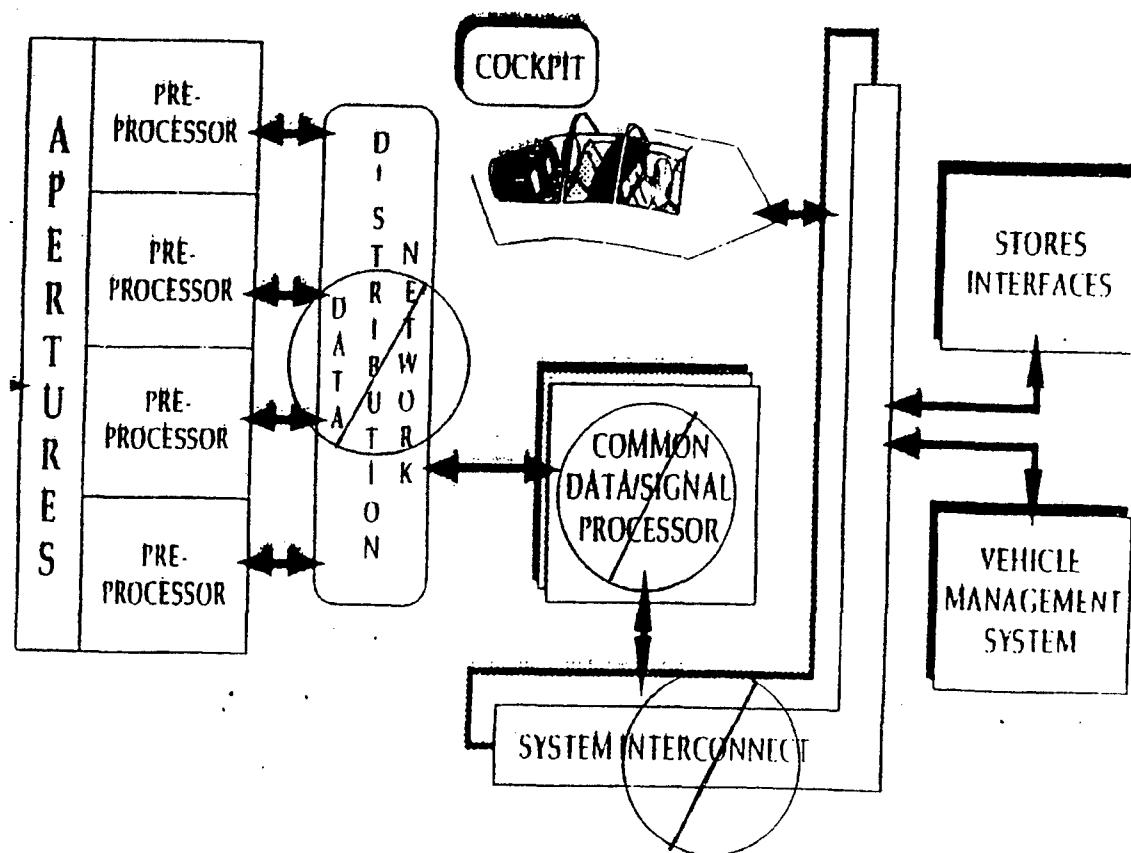 APERTURES
PRE-
PROCESSOR
PRE-
PROCESSOR
PRE-
PROCESSOR
PRE-
PROCESSOR
DATA
DISTRIBUTION
NETWORK
COCKPIT
COMMON
DATA/SIGNAL
PROCESSOR
SYSTEM INTERCONNECT
STORES
INTERFACES
VEHICLE
MANAGEMENT
SYSTEM